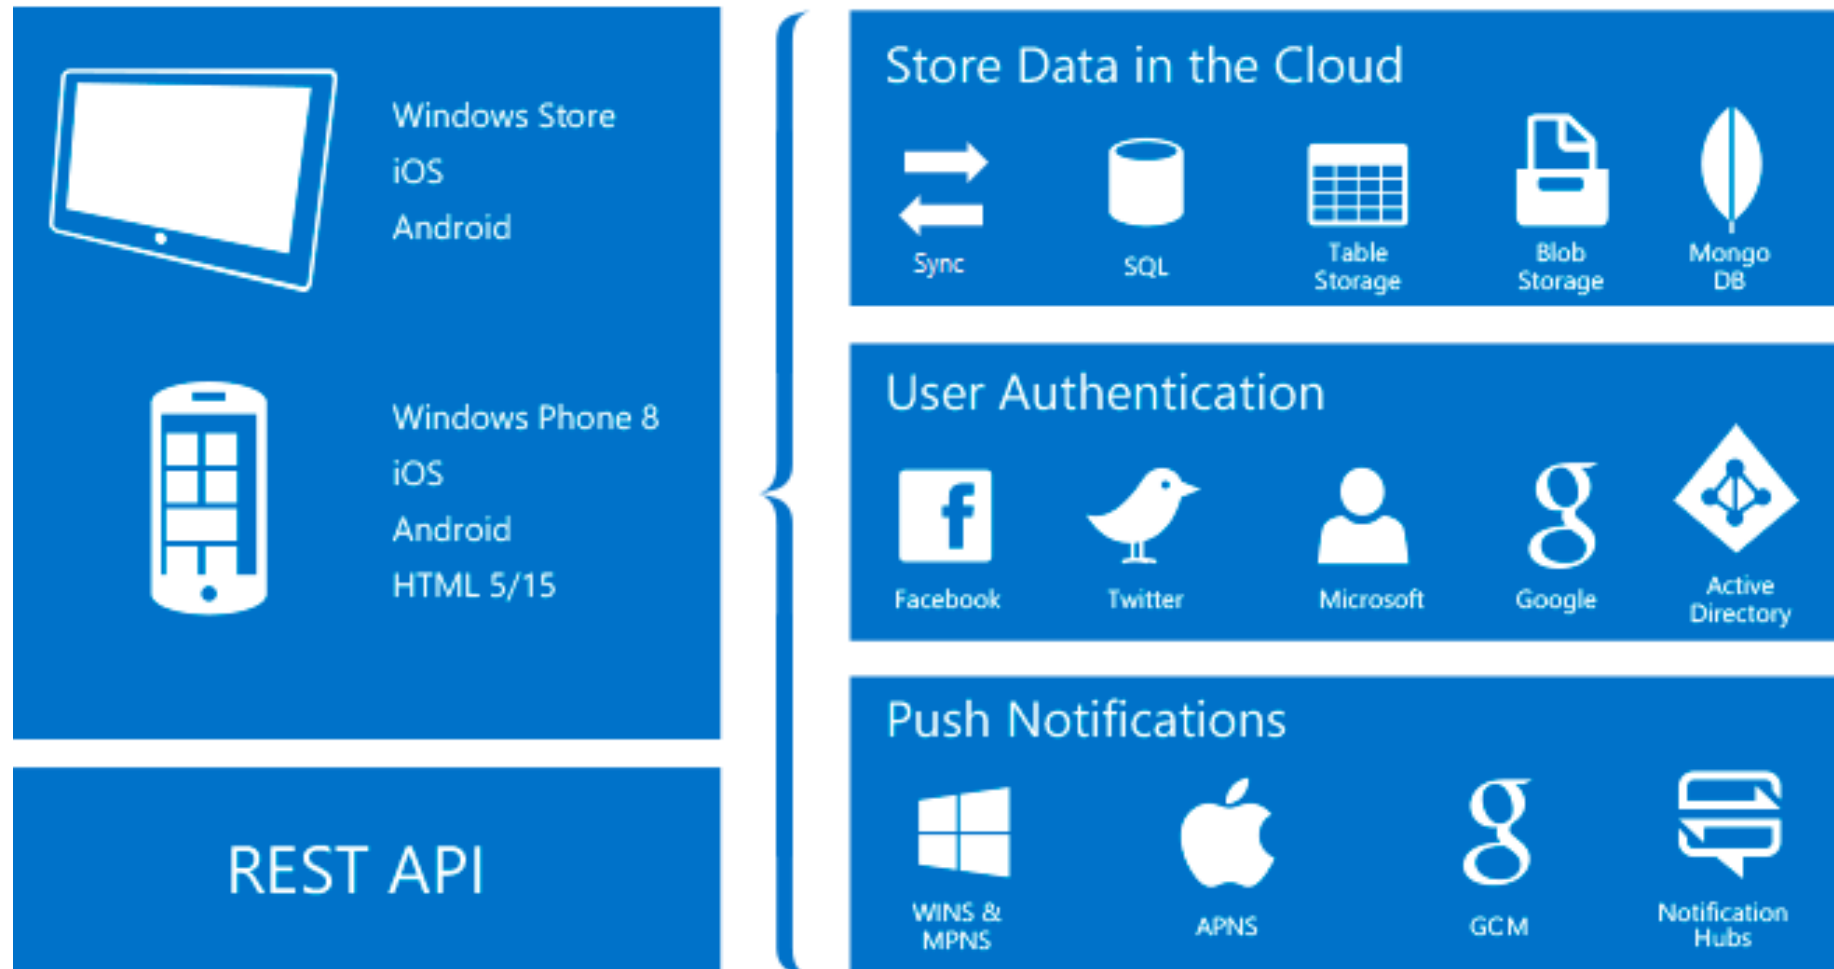 Windows Store
iOS
Android
Windows Phone 8
iOS
Android
HTML 5/15
REST API
Store Data in the Cloud
Sync
SQL
Table
Storage
Blob
Storage
Mongo
DB
User Authentication
Facebook
Twitter
Microsoft
Google
Active
Directory
Push Notifications
WINS &
MPNS
APNS
GCM
Notification
Hubs